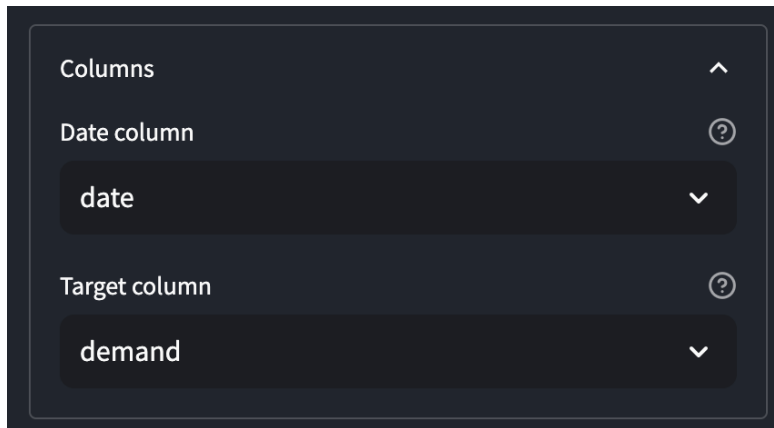 Columns
Date column
date
Target column
demand